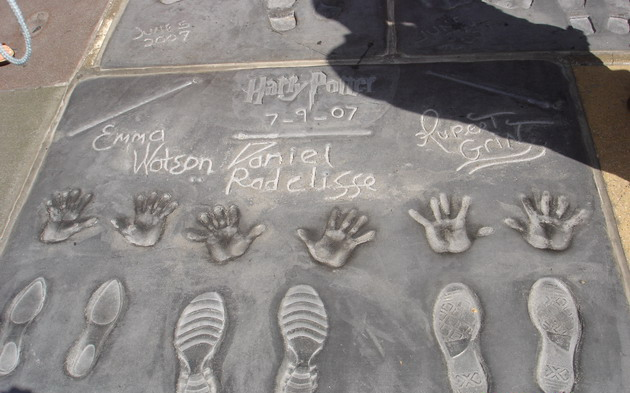 JUNE 5
2007
Harry Potter
7-9-07
Emma
Watson
Daniel
Radcliffe
Rupert
Grint